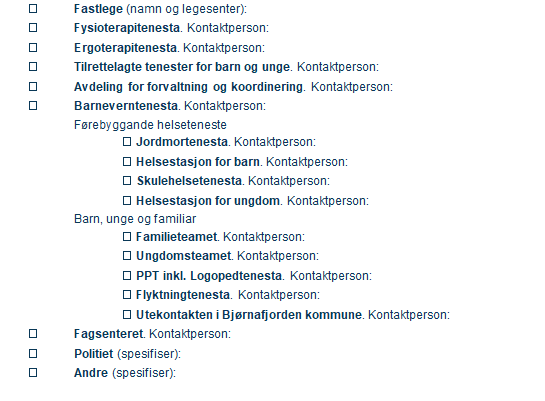 ☐ Fastlege (namn og legesenter):
☐ Fysioterapitenesta. Kontaktperson:
☐ Ergoterapitenesta. Kontaktperson:
☐ Tilrettelagte tenester for barn og unge. Kontaktperson:
☐ Avdeling for forvaltning og koordinering. Kontaktperson:
☐ Barneverntenesta. Kontaktperson:
Førebyggande helseteneste
☐ Jordmortenesta. Kontaktperson:
☐ Helsestasjon for barn. Kontaktperson:
☐ Skulehelsetenesta. Kontaktperson:
☐ Helsestasjon for ungdom. Kontaktperson:
Barn, unge og familiar
☐ Familieteamet. Kontaktperson:
☐ Ungdomsteamet. Kontaktperson:
☐ PPT inkl. Logopedtenesta. Kontaktperson:
☐ Flyktningtenesta. Kontaktperson:
☐ Utekontakten i Bjørnafjorden kommune. Kontaktperson:
☐ Fagsenteret. Kontaktperson:
☐ Politiet (spesifiser):
☐ Andre (spesifiser):